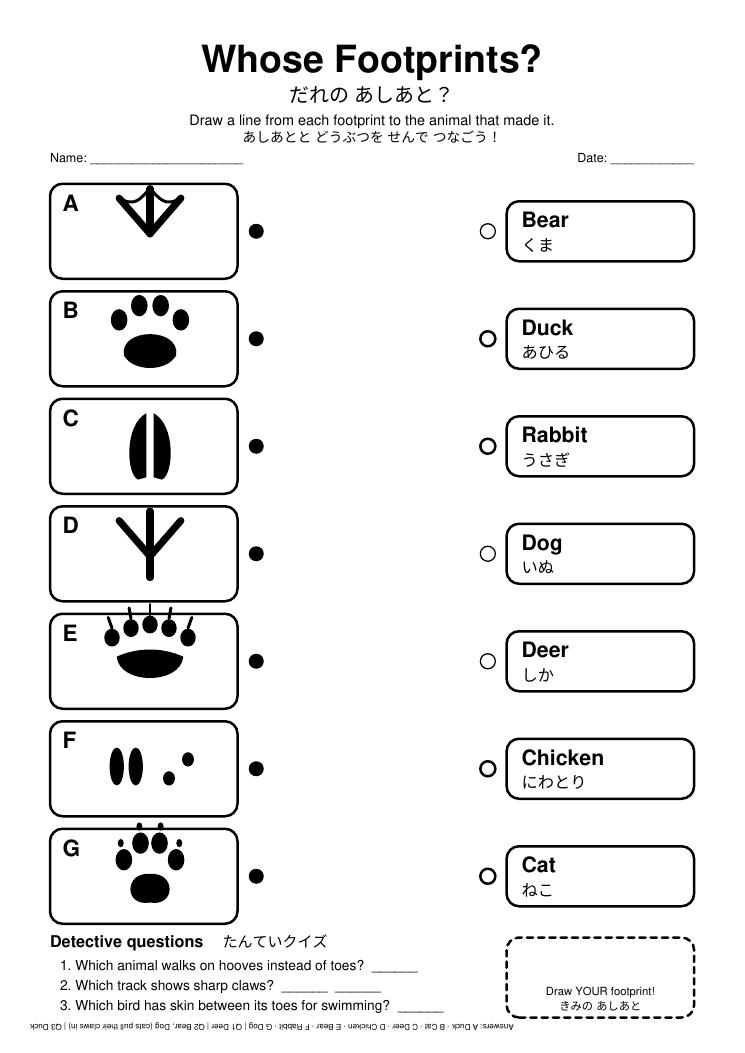 Whose Footprints?
だれの あしあと？
Draw a line from each footprint to the animal that made it.
あしあとと どうぶつを せんで つなごう！
Name: ______________________ Date: ____________
A
Bear
くま
B
Duck
あひる
C
Rabbit
うさぎ
D
Dog
いぬ
E
Deer
しか
F
Chicken
にわとり
G
Cat
ねこ
Detective questions たんていクイズ
1. Which animal walks on hooves instead of toes? ______
2. Which track shows sharp claws? ______ ______
3. Which bird has skin between its toes for swimming? ______
Draw YOUR footprint!
きみの あしあと
Answers: A Duck · B Cat · C Deer · D Chicken · E Bear · F Rabbit · G Dog | Q1 Deer | Q2 Bear, Dog (cats pull their claws in) | Q3 Duck